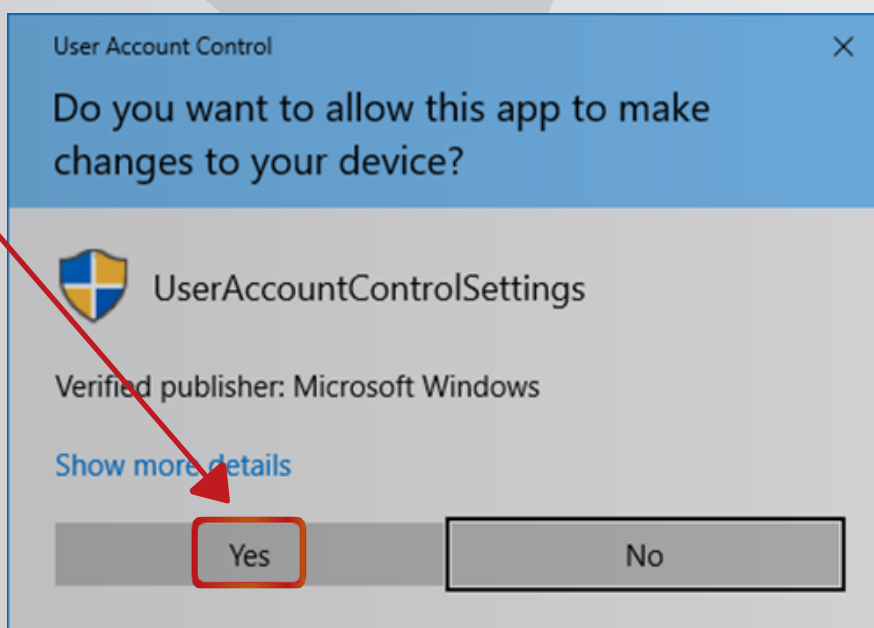 User Account Control
Do you want to allow this app to make
changes to your device?
UserAccountControlSettings
Verified publisher: Microsoft Windows
Show more details
Yes
No